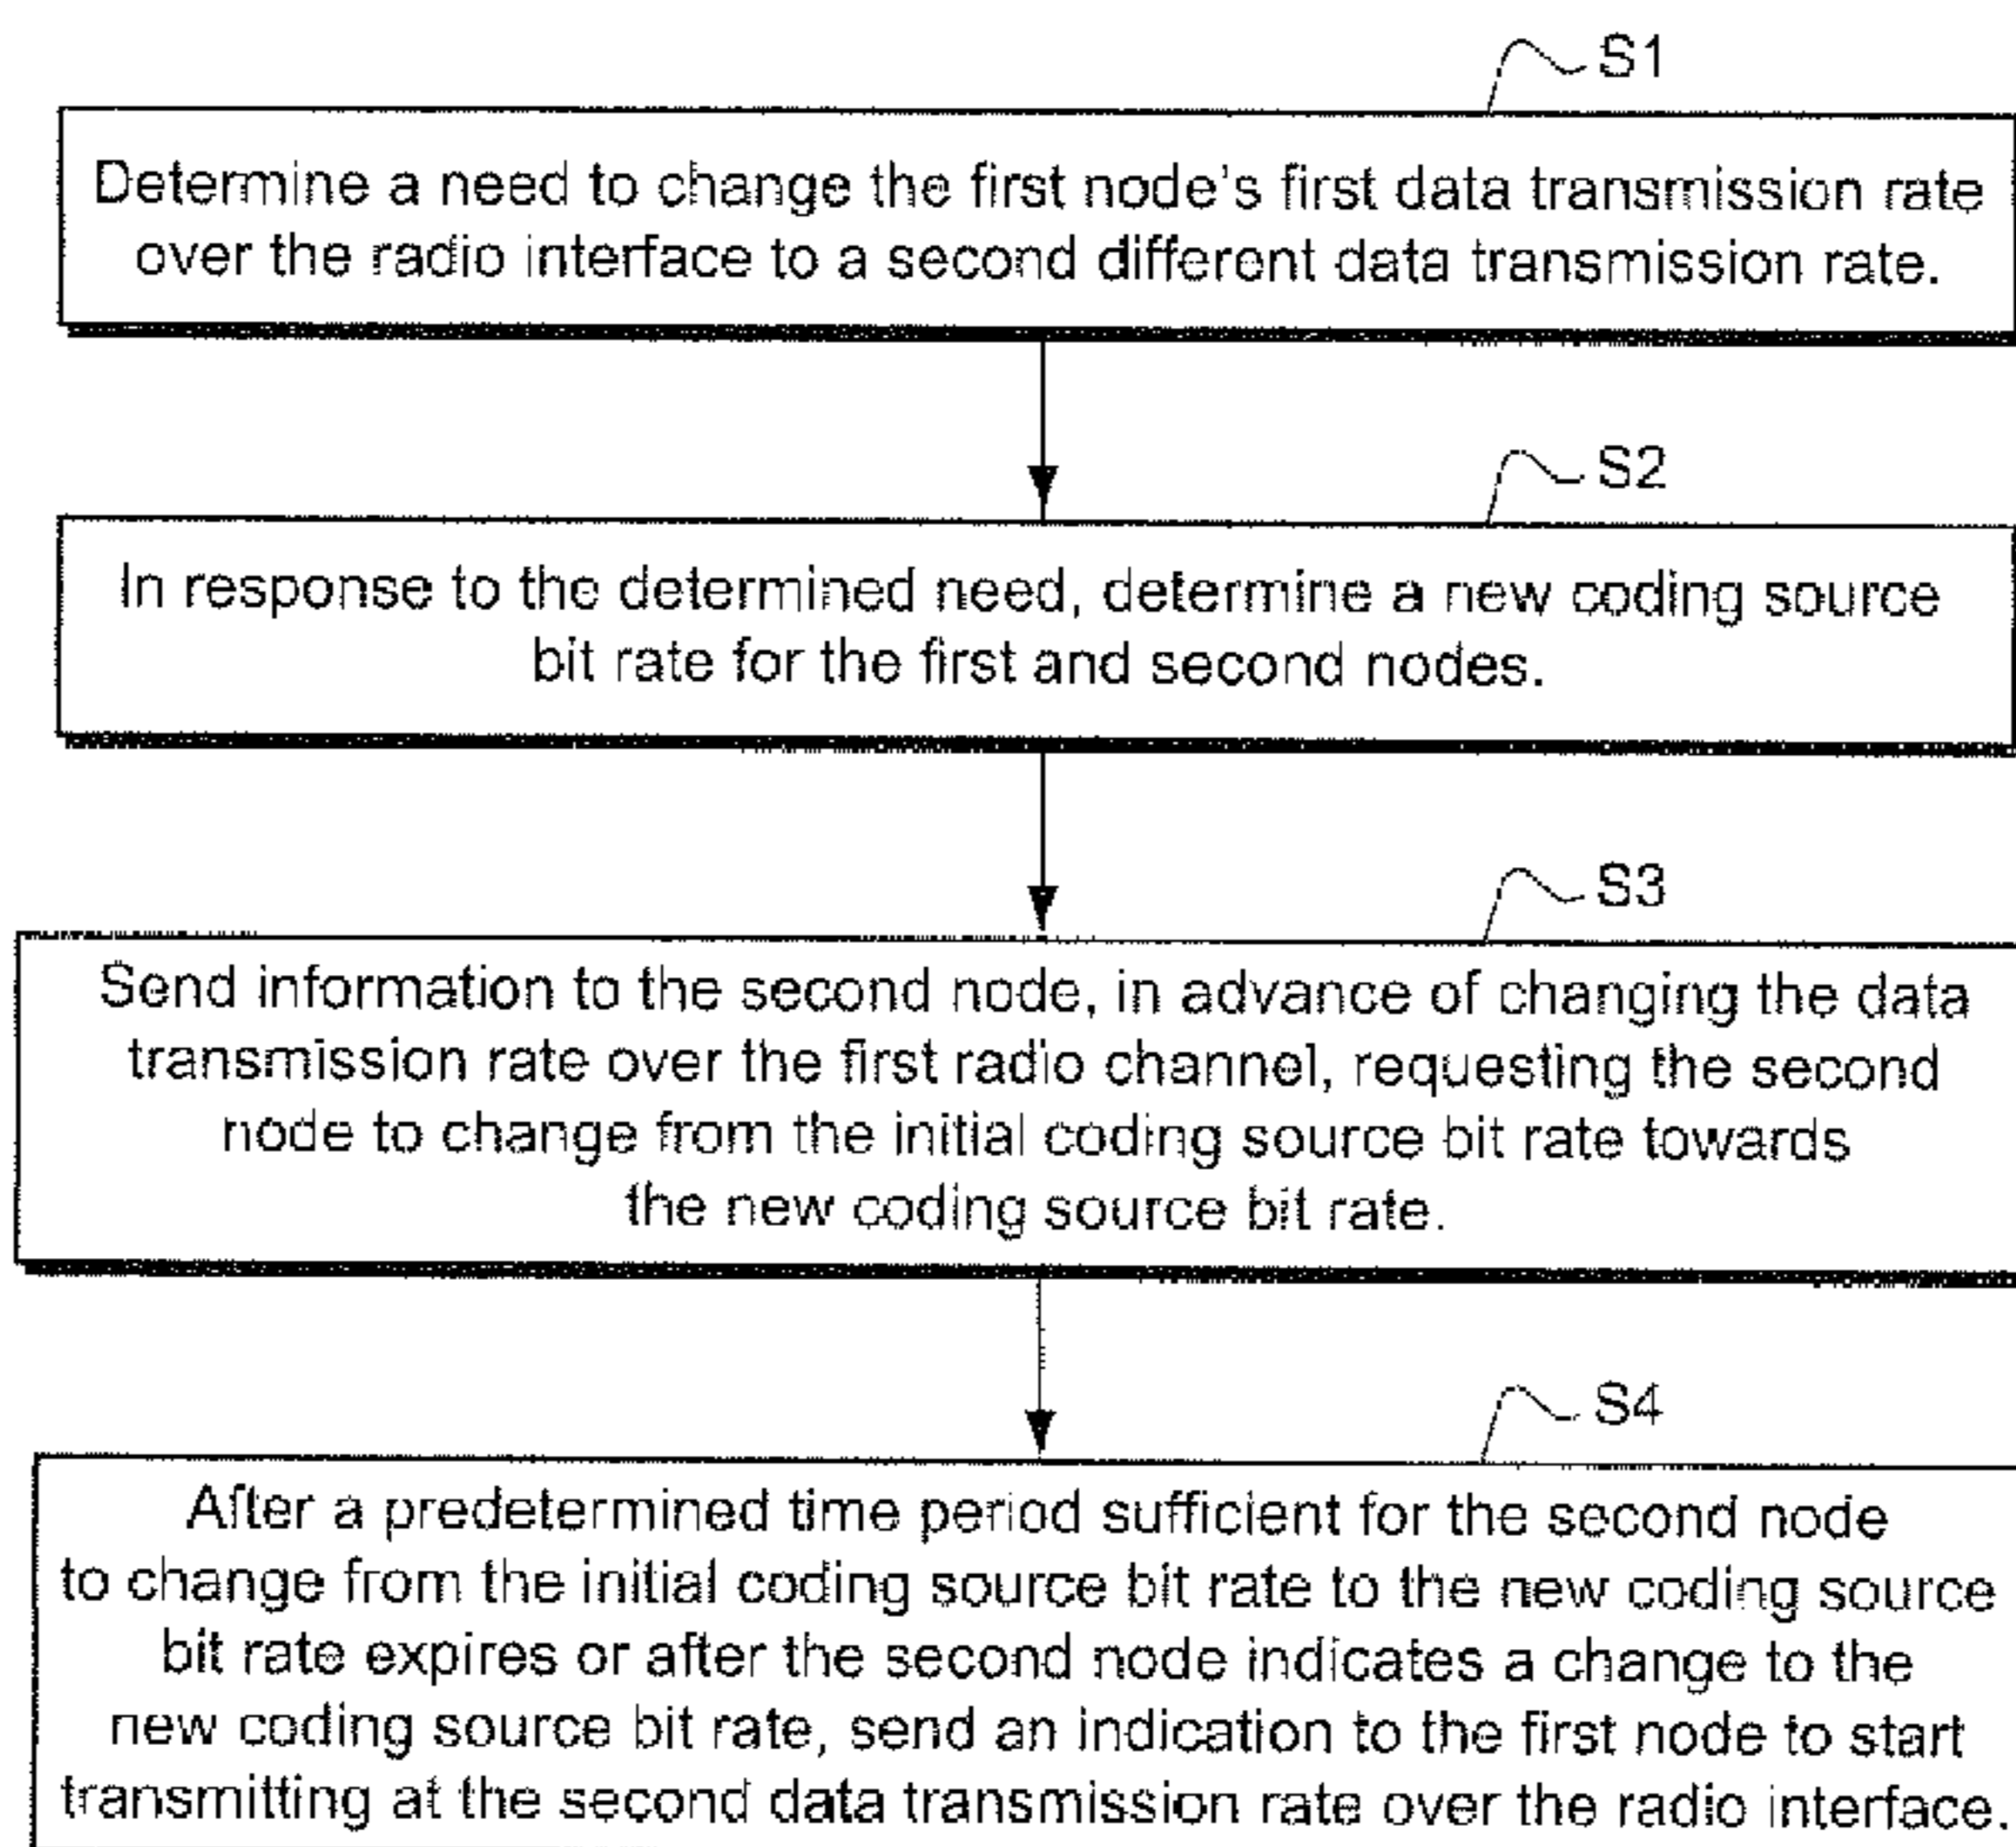 S1
Determine a need to change the first node's first data transmission rate
over the radio interface to a second different data transmission rate.
S2
In response to the determined need, determine a new coding source
bit rate for the first and second nodes.
S3
Send information to the second node, in advance of changing the data
transmission rate over the first radio channel, requesting the second
node to change from the initial coding source bit rate towards
the new coding source bit rate.
S4
After a predetermined time period sufficient for the second node
to change from the initial coding source bit rate to the new coding source
bit rate expires or after the second node indicates a change to the
new coding source bit rate, send an indication to the first node to start
transmitting at the second data transmission rate over the radio interface.